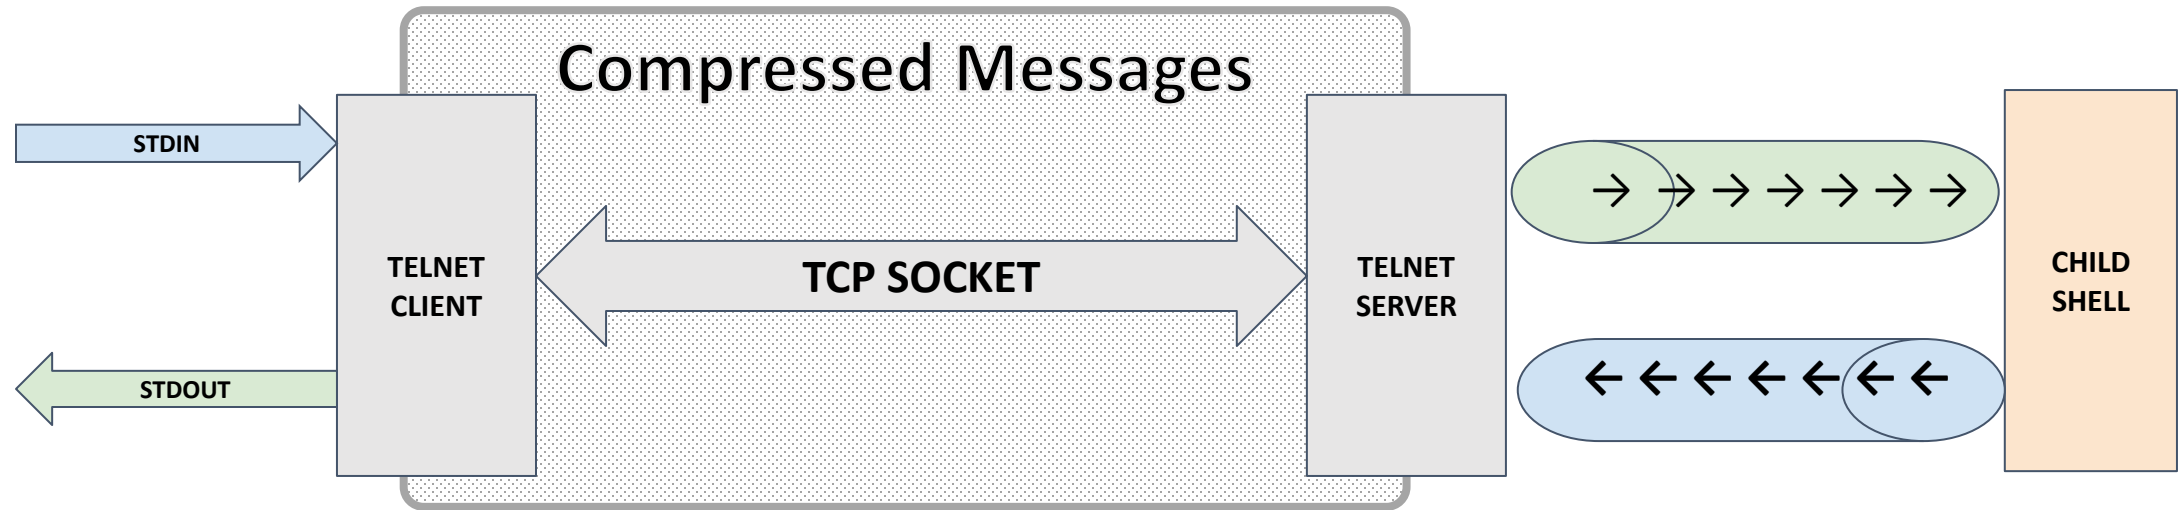 Compressed Messages
STDIN
TELNET
CLIENT
TCP SOCKET
TELNET
SERVER
CHILD
SHELL
→ → → → → → →
← ← ← ← ← ← ←
STDOUT